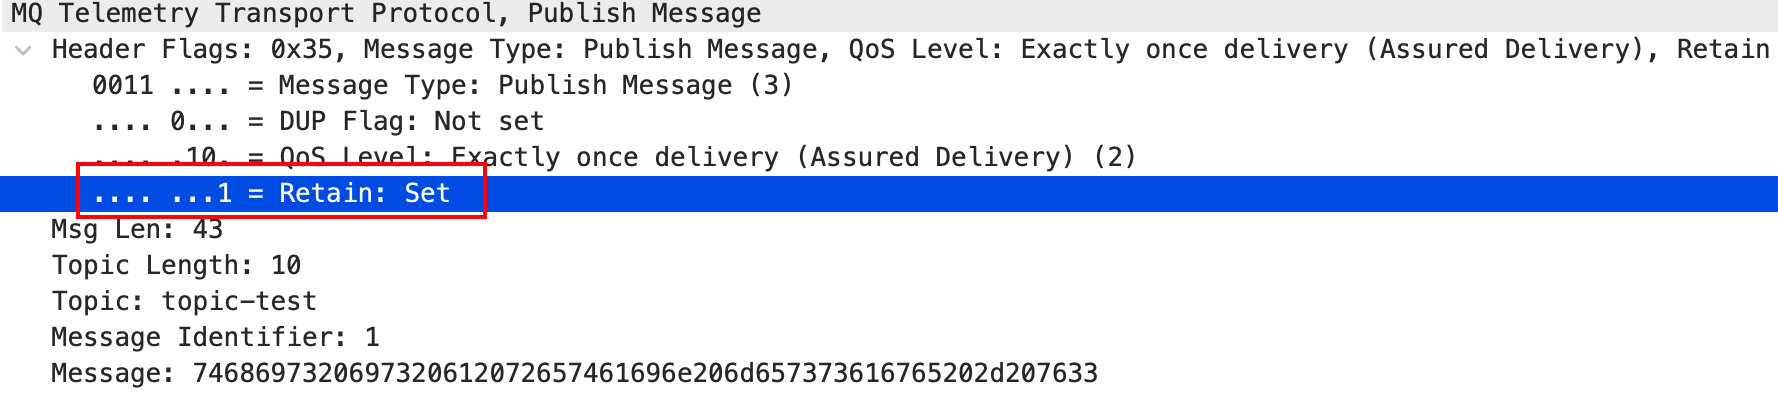 MQ Telemetry Transport Protocol, Publish Message
Header Flags: 0x35, Message Type: Publish Message, QoS Level: Exactly once delivery (Assured Delivery), Retain
0011 .... = Message Type: Publish Message (3)
.... 0... = DUP Flag: Not set
.... .10. = QoS Level: Exactly once delivery (Assured Delivery) (2)
.... ...1 = Retain: Set
Msg Len: 43
Topic Length: 10
Topic: topic-test
Message Identifier: 1
Message: 7468697320697320612072657461696e206d657373616765202d207633